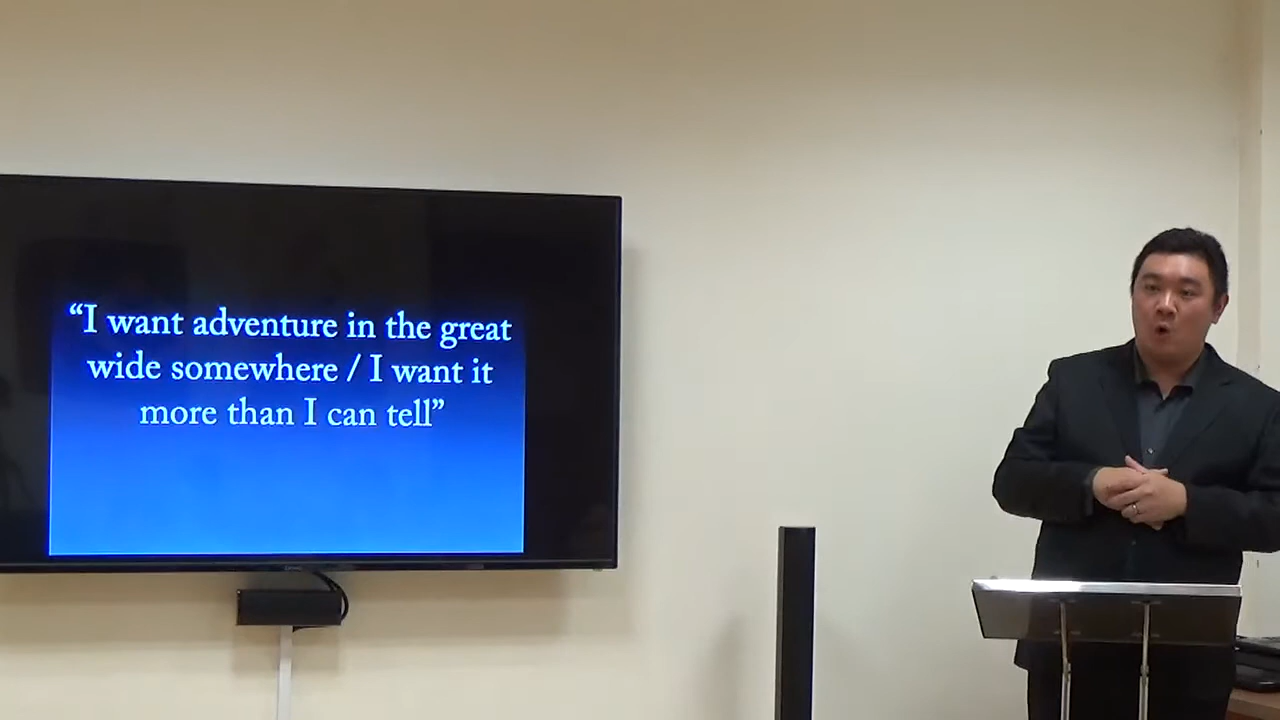 “I want adventure in the great
wide somewhere / I want it
more than I can tell”